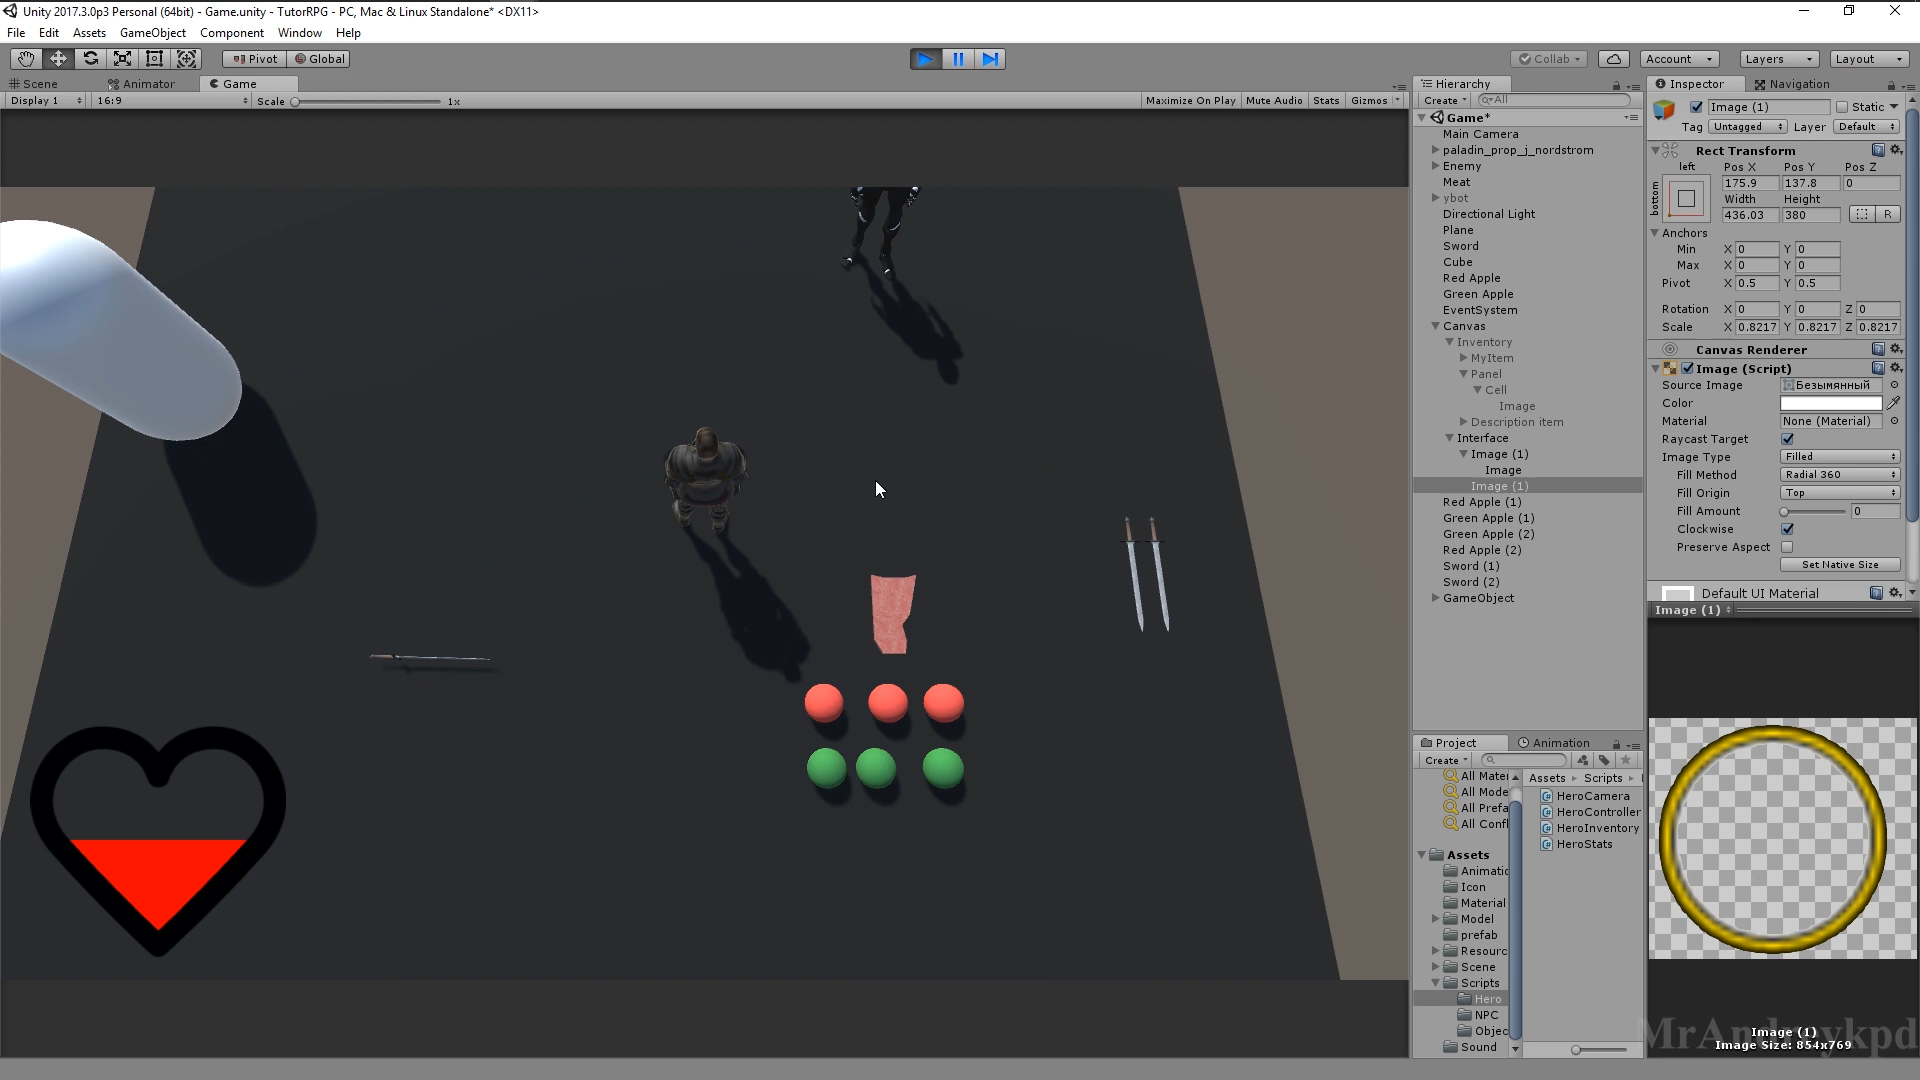 Unity 2017.3.0p3 Personal (64bit) - Game.unity - TutorRPG - PC, Mac & Linux Standalone* <DX11>
File Edit Assets GameObject Component Window Help
Pivot Global Collab Account Layers Layout
Scene Animator Game
Display 1 16:9 Scale 1x Maximize On Play Mute Audio Stats Gizmos
Hierarchy
Create All
Game*
Main Camera
paladin_prop_j_nordstrom
Enemy
Meat
ybot
Directional Light
Plane
Sword
Cube
Red Apple
Green Apple
EventSystem
Canvas
Inventory
MyItem
Panel
Cell
Image
Description item
Interface
Image (1)
Image
Image (1)
Red Apple (1)
Green Apple (1)
Green Apple (2)
Red Apple (2)
Sword (1)
Sword (2)
GameObject
Inspector Navigation
Image (1) Static
Tag Untagged Layer Default
Rect Transform
left Pos X Pos Y Pos Z
bottom 175.9 137.8 0
Width Height
436.03 380 R
Anchors
Min X 0 Y 0
Max X 0 Y 0
Pivot X 0.5 Y 0.5
Rotation X 0 Y 0 Z 0
Scale X 0.8217 Y 0.8217 Z 0.8217
Canvas Renderer
Image (Script)
Source Image Безымянный
Color
Material None (Material)
Raycast Target
Image Type Filled
Fill Method Radial 360
Fill Origin Top
Fill Amount 0
Clockwise
Preserve Aspect
Set Native Size
Default UI Material
Image (1)
Project Animation
Create
All Mater
All Mode
All Prefa
All Confl
Assets
Animatic
Icon
Material
Model
prefab
Resourc
Scene
Scripts
Hero
NPC
Objec
Sound
Assets Scripts
HeroCamera
HeroController
HeroInventory
HeroStats
Image (1)
Image Size: 854x769